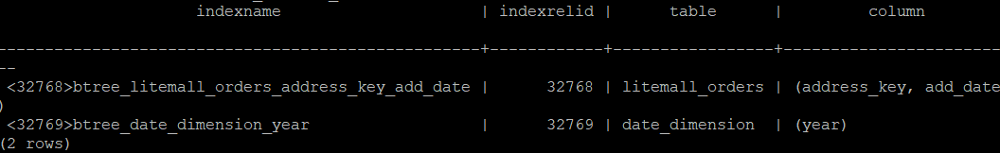 indexname | indexrelid | table | column
-----------------------------------------------------+------------+-----------------+------------------------
--
<32768>btree_litemall_orders_address_key_add_date | 32768 | litemall_orders | (address_key, add_date
)
<32769>btree_date_dimension_year | 32769 | date_dimension | (year)
(2 rows)